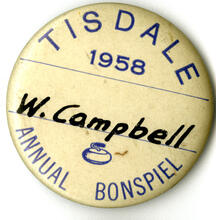 TISDALE
1958
W. Campbell
ANNUAL BONSPIEL